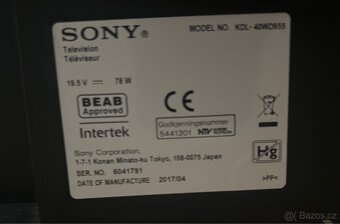 SONY®
MODEL NO. KDL-40WD655
Television
Téléviseur
19.5 V ⎓ 78 W
BEAB
Approved
Intertek
CE
Godkjenningsnummer
5441301
Sony Corporation,
1-7-1 Konan Minato-ku Tokyo, 108-0075 Japan
SER. NO. 6041791
DATE OF MANUFACTURE 2017/04
Hg
>PP<
Bazos.cz